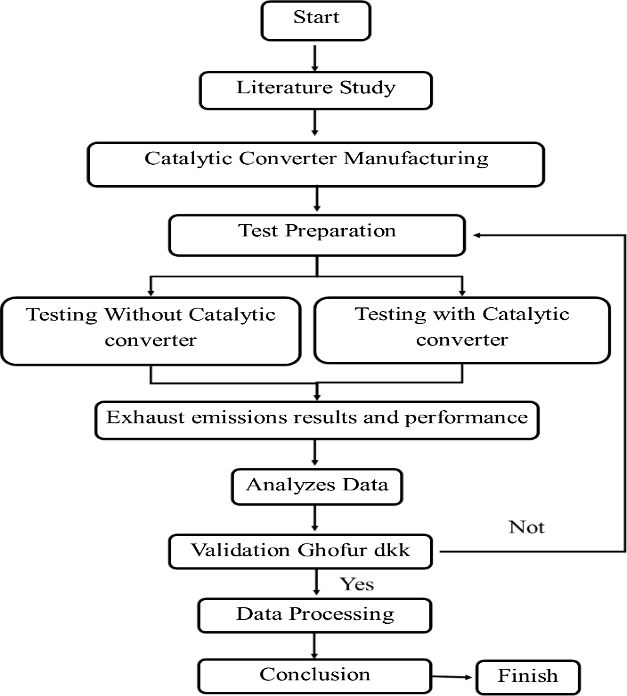 Start
Literature Study
Catalytic Converter Manufacturing
Test Preparation
Testing Without Catalytic
converter
Testing with Catalytic
converter
Exhaust emissions results and performance
Analyzes Data
Not
Validation Ghofur dkk
Yes
Data Processing
Conclusion
Finish